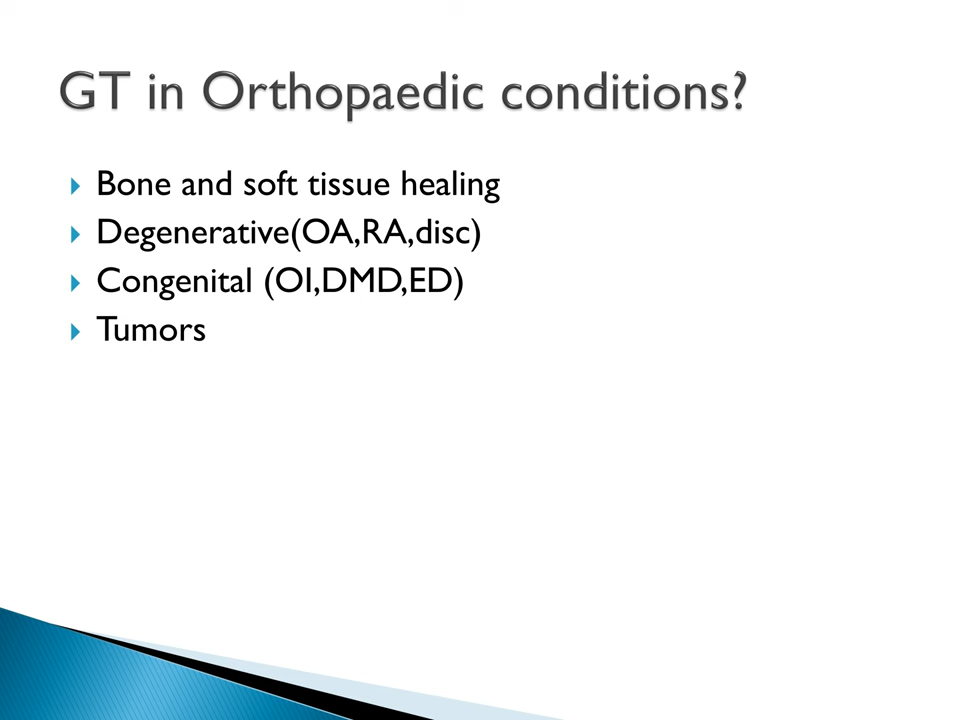 GT in Orthopaedic conditions?
Bone and soft tissue healing
Degenerative(OA,RA,disc)
Congenital (OI,DMD,ED)
Tumors